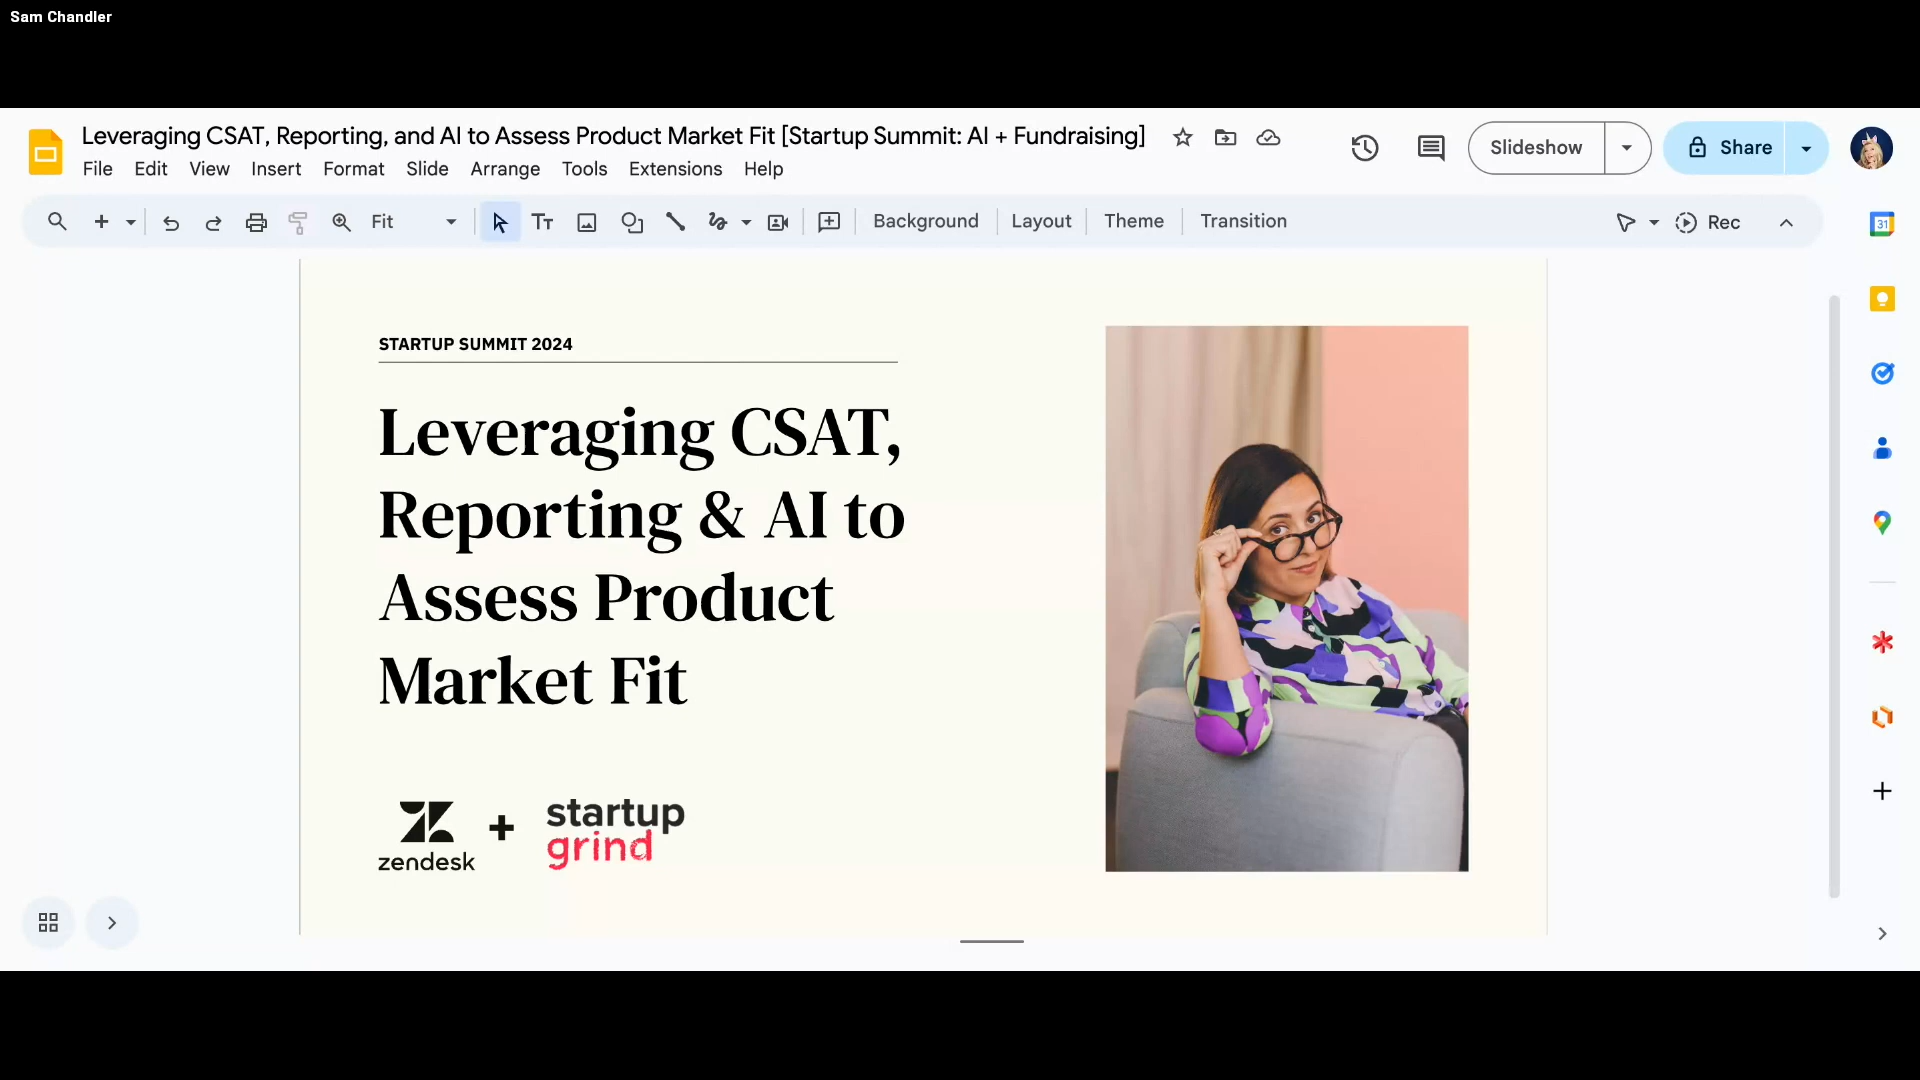 Sam Chandler
Leveraging CSAT, Reporting, and AI to Assess Product Market Fit [Startup Summit: AI + Fundraising]
File Edit View Insert Format Slide Arrange Tools Extensions Help
Slideshow
Share
Fit
Background
Layout
Theme
Transition
Rec
31
STARTUP SUMMIT 2024
Leveraging CSAT,
Reporting & AI to
Assess Product
Market Fit
zendesk
+
startup
grind